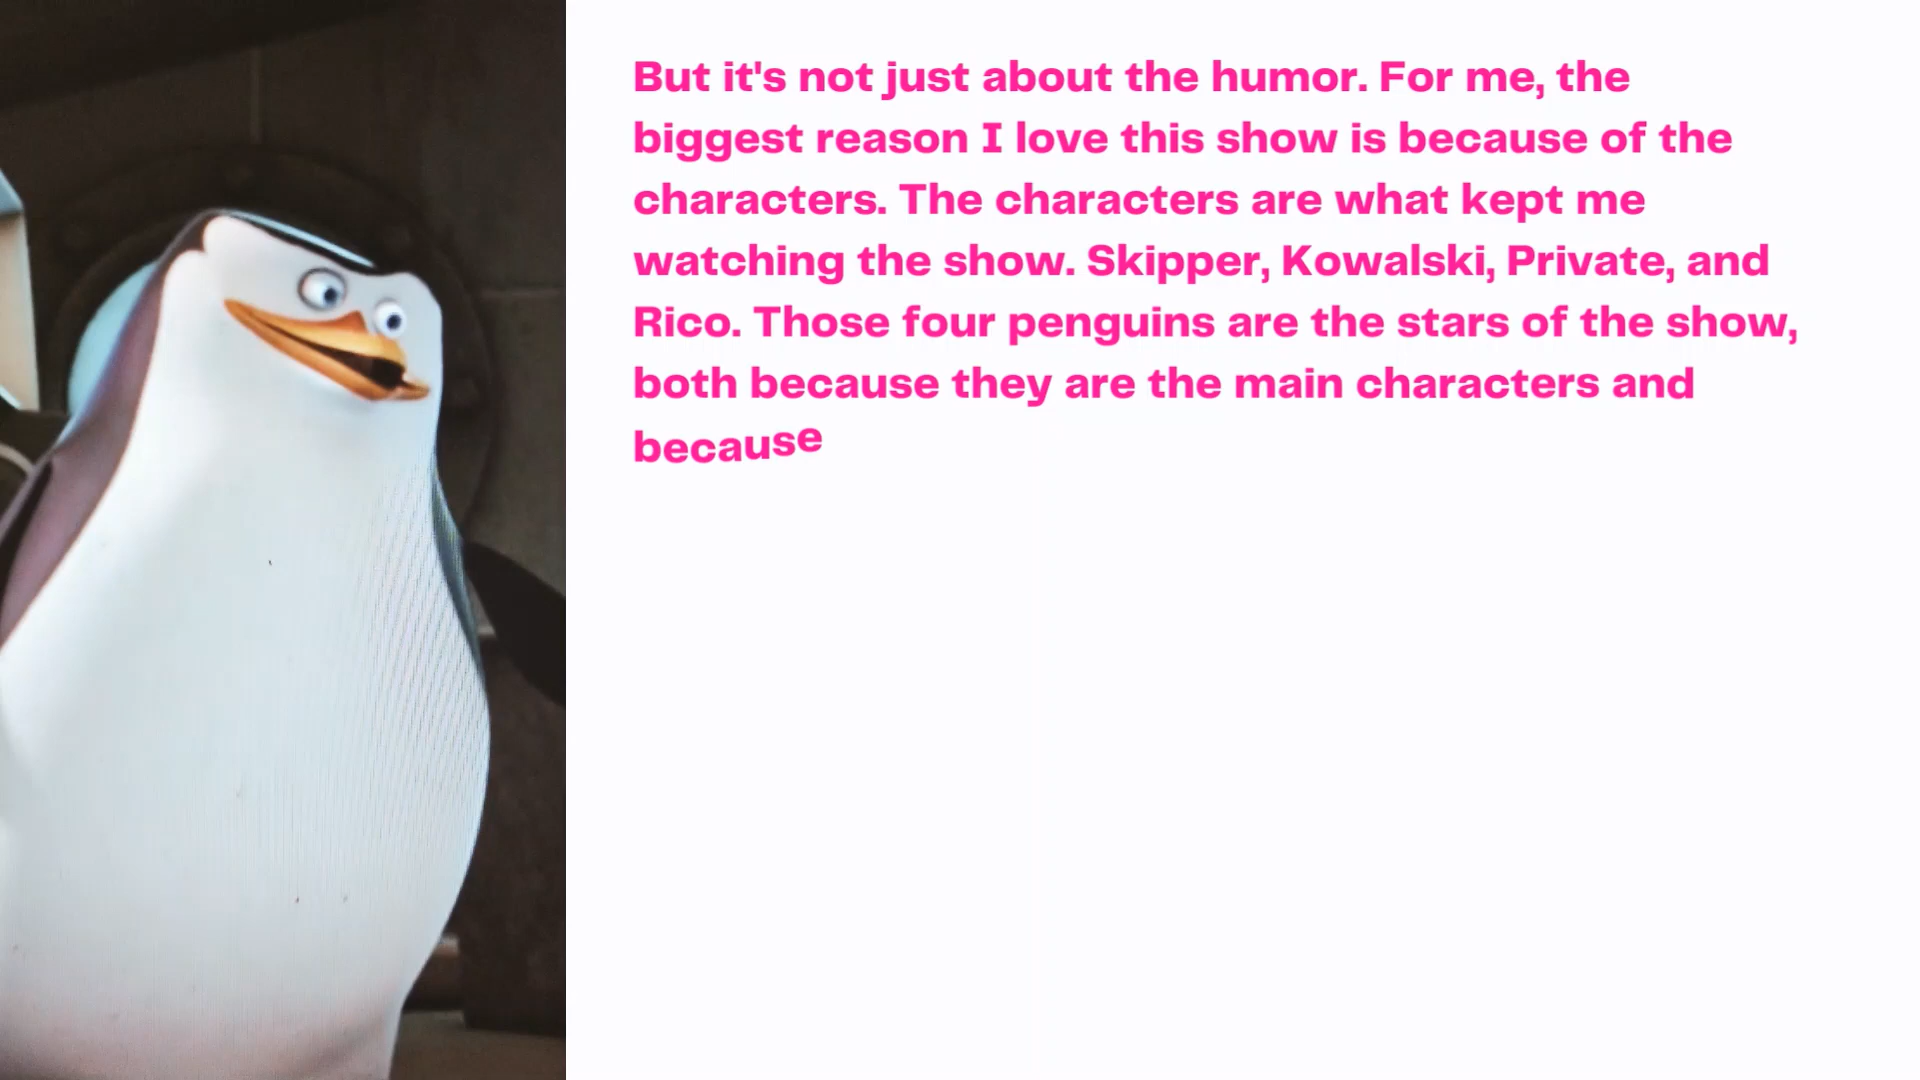 But it's not just about the humor. For me, the
biggest reason I love this show is because of the
characters. The characters are what kept me
watching the show. Skipper, Kowalski, Private, and
Rico. Those four penguins are the stars of the show,
both because they are the main characters and
because